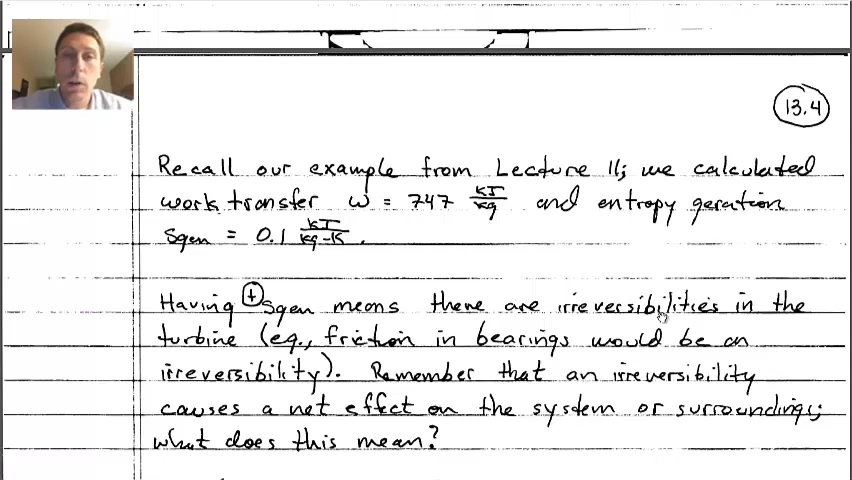 13.4
Recall our example from Lecture 11; we calculated
work transfer w = 747 kJ/kg and entropy geration
sgen = 0.1 kJ/kg-K.
Having + sgen means there are irreversibilities in the
turbine (eg., friction in bearings would be an
irreversibility). Remember that an irreversibility
causes a net effect on the system or surroundings;
what does this mean?